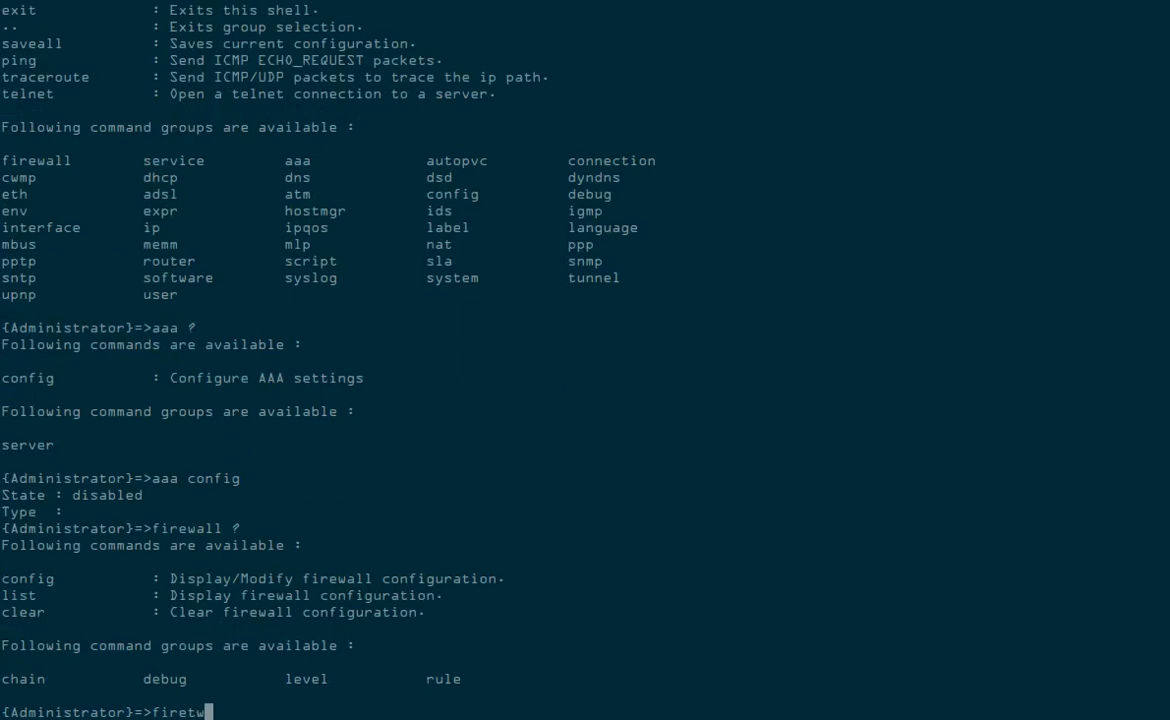 exit             : Exits this shell.
..               : Exits group selection.
saveall          : Saves current configuration.
ping             : Send ICMP ECHO_REQUEST packets.
traceroute       : Send ICMP/UDP packets to trace the ip path.
telnet           : Open a telnet connection to a server.
Following command groups are available :
firewall        service         aaa             autopvc         connection
cwmp            dhcp            dns             dsd             dyndns
eth             adsl            atm             config          debug
env             expr            hostmgr         ids             igmp
interface       ip              ipqos           label           language
mbus            memm            mlp             nat             ppp
pptp            router          script          sla             snmp
sntp            software        syslog          system          tunnel
upnp            user
{Administrator}=>aaa ?
Following commands are available :
config           : Configure AAA settings
Following command groups are available :
server
{Administrator}=>aaa config
State : disabled
Type  :
{Administrator}=>firewall ?
Following commands are available :
config           : Display/Modify firewall configuration.
list             : Display firewall configuration.
clear            : Clear firewall configuration.
Following command groups are available :
chain           debug           level           rule
{Administrator}=>firetw